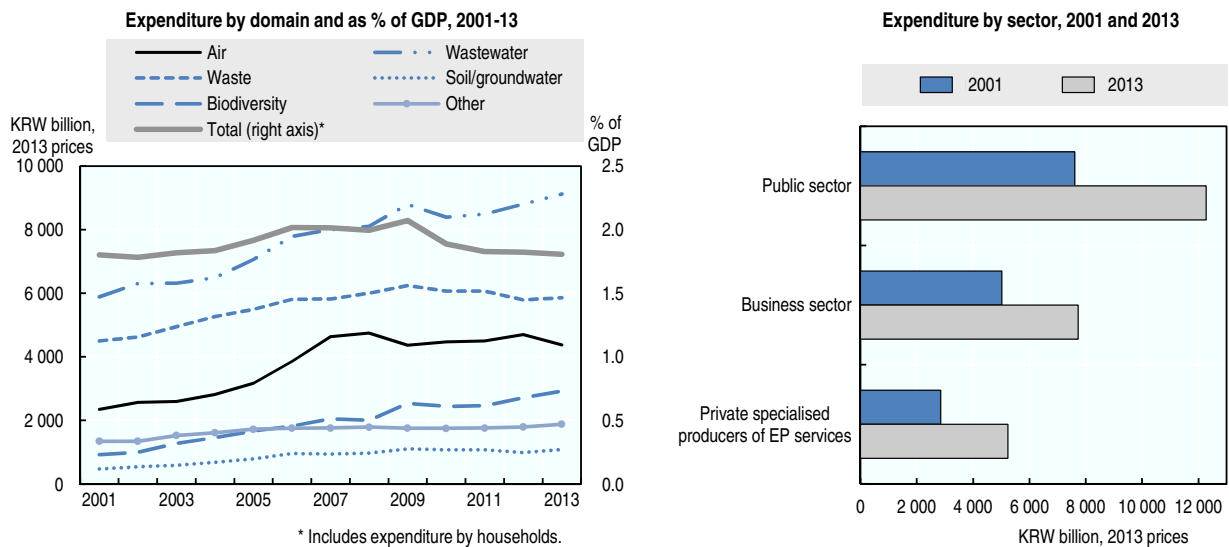 Expenditure by domain and as % of GDP, 2001-13
Air
Wastewater
Waste
Soil/groundwater
Biodiversity
Other
Total (right axis)*
KRW billion,
2013 prices
% of
GDP
10 000
8 000
6 000
4 000
2 000
0
2.5
2.0
1.5
1.0
0.5
0.0
2001
2003
2005
2007
2009
2011
2013
* Includes expenditure by households.
Expenditure by sector, 2001 and 2013
2001
2013
Public sector
Business sector
Private specialised
producers of EP services
0
2 000
4 000
6 000
8 000
10 000
12 000
KRW billion, 2013 prices